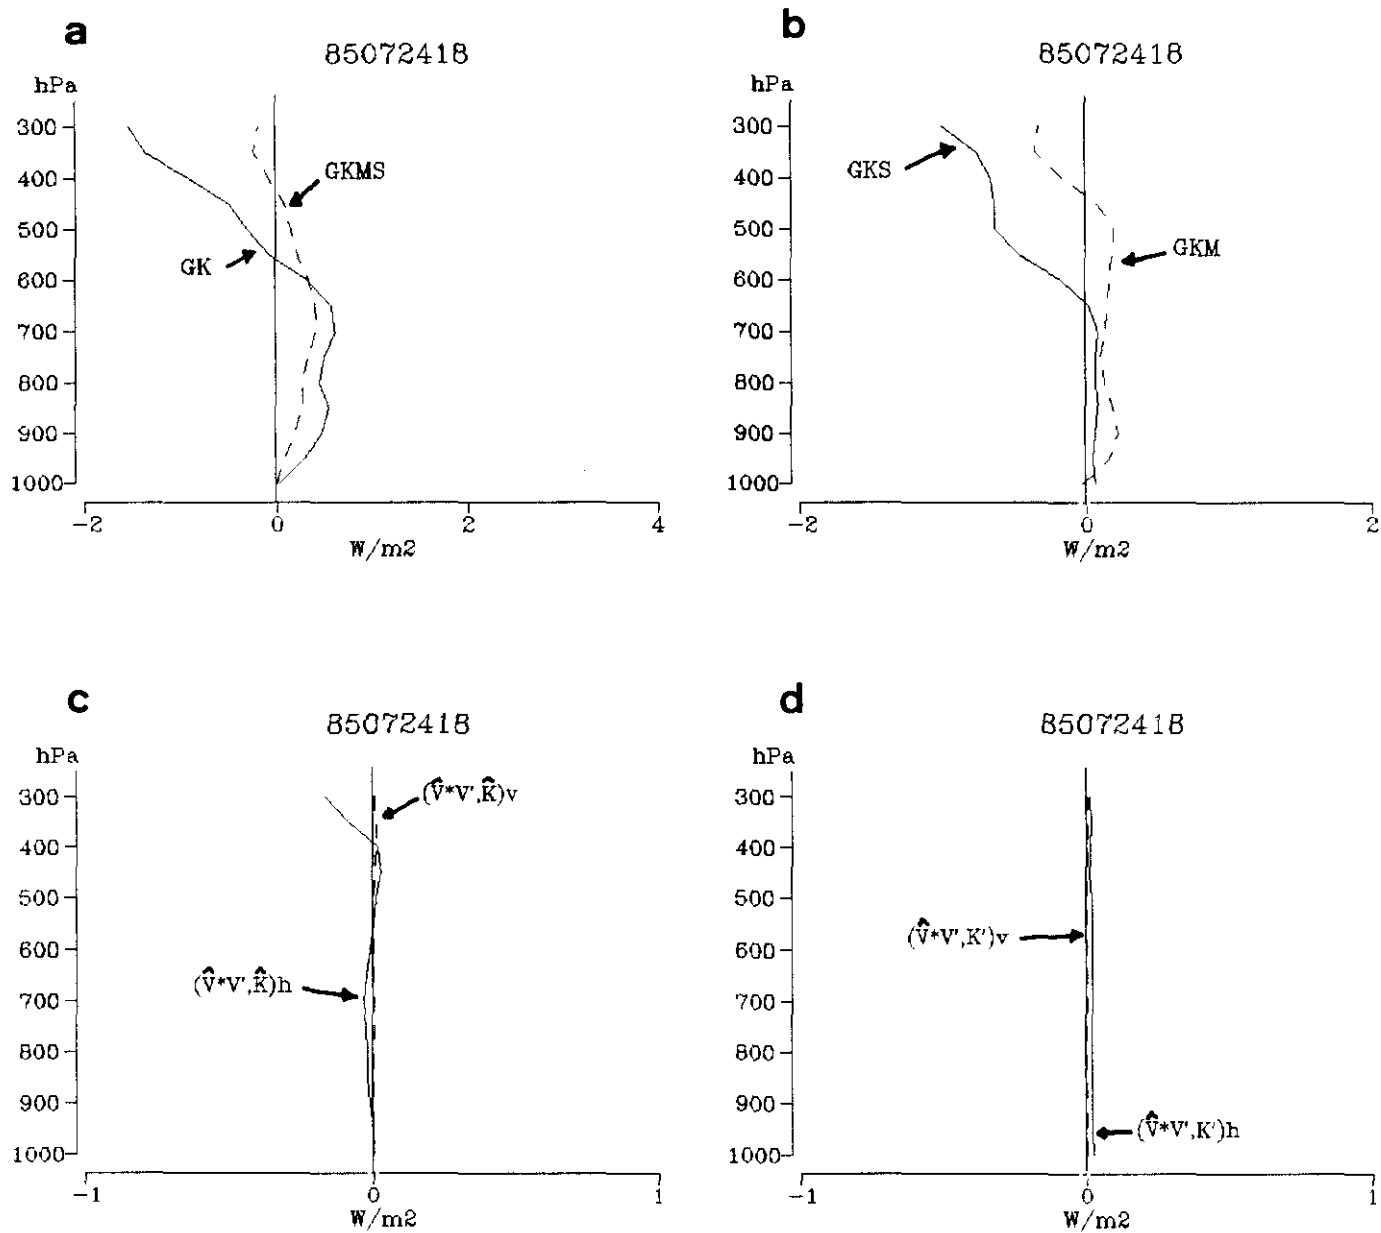 a
85072418
hPa
300
400
500
600
700
800
900
1000
GKMS
GK
-2 0 2 4
W/m2
b
85072418
hPa
300
400
500
600
700
800
900
1000
GKS
GKM
-2 0 2
W/m2
c
85072418
hPa
300
400
500
600
700
800
900
1000
(V̂*V',K̂)v
(V̂*V',K̂)h
-1 0 1
W/m2
d
85072418
hPa
300
400
500
600
700
800
900
1000
(V̂*V',K')v
(V̂*V',K')h
-1 0 1
W/m2